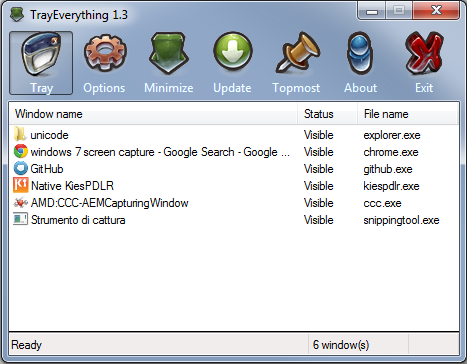 TrayEverything 1.3
Tray Options Minimize Update Topmost About Exit
Window name Status File name
unicode Visible explorer.exe
windows 7 screen capture - Google Search - Google ... Visible chrome.exe
GitHub Visible github.exe
K1 Native KiesPDLR Visible kiespdlr.exe
AMD:CCC-AEMCapturingWindow Visible ccc.exe
Strumento di cattura Visible snippingtool.exe
Ready 6 window(s)